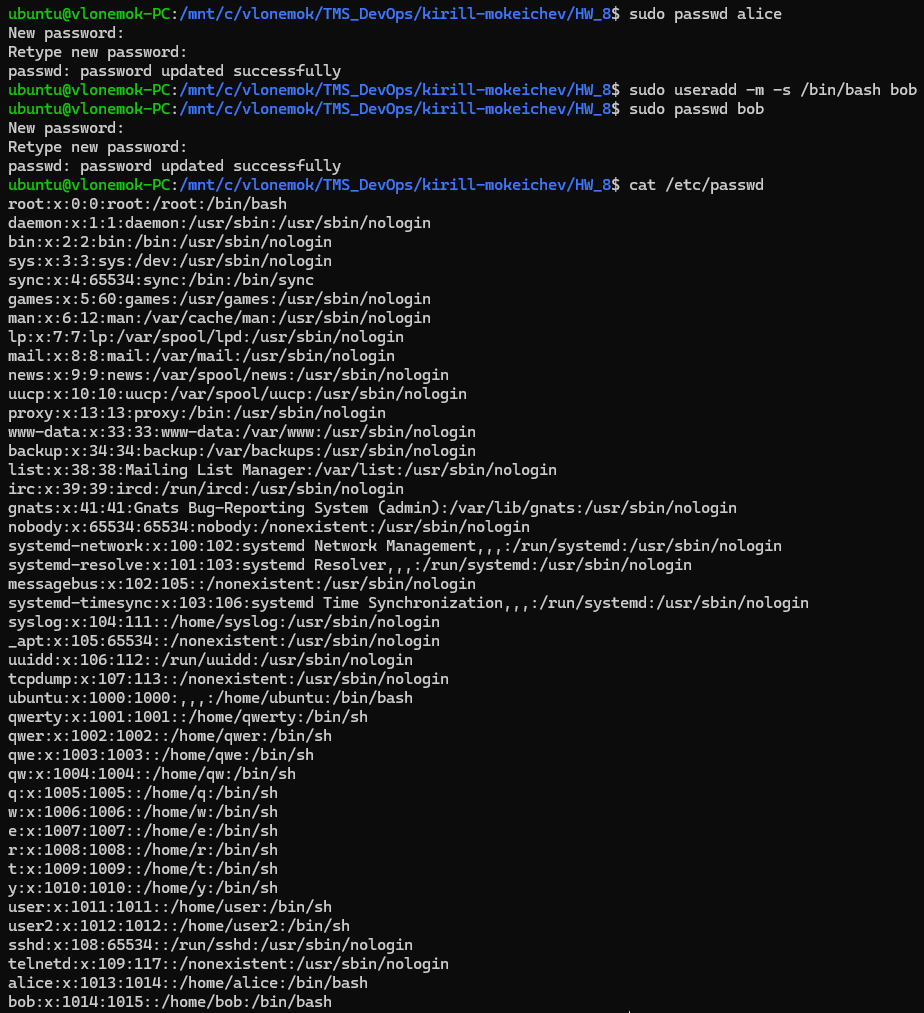 ubuntu@vlonemok-PC:/mnt/c/vlonemok/TMS_DevOps/kirill-mokeichev/HW_8$ sudo passwd alice
New password:
Retype new password:
passwd: password updated successfully
ubuntu@vlonemok-PC:/mnt/c/vlonemok/TMS_DevOps/kirill-mokeichev/HW_8$ sudo useradd -m -s /bin/bash bob
ubuntu@vlonemok-PC:/mnt/c/vlonemok/TMS_DevOps/kirill-mokeichev/HW_8$ sudo passwd bob
New password:
Retype new password:
passwd: password updated successfully
ubuntu@vlonemok-PC:/mnt/c/vlonemok/TMS_DevOps/kirill-mokeichev/HW_8$ cat /etc/passwd
root:x:0:0:root:/root:/bin/bash
daemon:x:1:1:daemon:/usr/sbin:/usr/sbin/nologin
bin:x:2:2:bin:/bin:/usr/sbin/nologin
sys:x:3:3:sys:/dev:/usr/sbin/nologin
sync:x:4:65534:sync:/bin:/bin/sync
games:x:5:60:games:/usr/games:/usr/sbin/nologin
man:x:6:12:man:/var/cache/man:/usr/sbin/nologin
lp:x:7:7:lp:/var/spool/lpd:/usr/sbin/nologin
mail:x:8:8:mail:/var/mail:/usr/sbin/nologin
news:x:9:9:news:/var/spool/news:/usr/sbin/nologin
uucp:x:10:10:uucp:/var/spool/uucp:/usr/sbin/nologin
proxy:x:13:13:proxy:/bin:/usr/sbin/nologin
www-data:x:33:33:www-data:/var/www:/usr/sbin/nologin
backup:x:34:34:backup:/var/backups:/usr/sbin/nologin
list:x:38:38:Mailing List Manager:/var/list:/usr/sbin/nologin
irc:x:39:39:ircd:/run/ircd:/usr/sbin/nologin
gnats:x:41:41:Gnats Bug-Reporting System (admin):/var/lib/gnats:/usr/sbin/nologin
nobody:x:65534:65534:nobody:/nonexistent:/usr/sbin/nologin
systemd-network:x:100:102:systemd Network Management,,,:/run/systemd:/usr/sbin/nologin
systemd-resolve:x:101:103:systemd Resolver,,,:/run/systemd:/usr/sbin/nologin
messagebus:x:102:105::/nonexistent:/usr/sbin/nologin
systemd-timesync:x:103:106:systemd Time Synchronization,,,:/run/systemd:/usr/sbin/nologin
syslog:x:104:111::/home/syslog:/usr/sbin/nologin
_apt:x:105:65534::/nonexistent:/usr/sbin/nologin
uuidd:x:106:112::/run/uuidd:/usr/sbin/nologin
tcpdump:x:107:113::/nonexistent:/usr/sbin/nologin
ubuntu:x:1000:1000:,,,:/home/ubuntu:/bin/bash
qwerty:x:1001:1001::/home/qwerty:/bin/sh
qwer:x:1002:1002::/home/qwer:/bin/sh
qwe:x:1003:1003::/home/qwe:/bin/sh
qw:x:1004:1004::/home/qw:/bin/sh
q:x:1005:1005::/home/q:/bin/sh
w:x:1006:1006::/home/w:/bin/sh
e:x:1007:1007::/home/e:/bin/sh
r:x:1008:1008::/home/r:/bin/sh
t:x:1009:1009::/home/t:/bin/sh
y:x:1010:1010::/home/y:/bin/sh
user:x:1011:1011::/home/user:/bin/sh
user2:x:1012:1012::/home/user2:/bin/sh
sshd:x:108:65534::/run/sshd:/usr/sbin/nologin
telnetd:x:109:117::/nonexistent:/usr/sbin/nologin
alice:x:1013:1014::/home/alice:/bin/bash
bob:x:1014:1015::/home/bob:/bin/bash